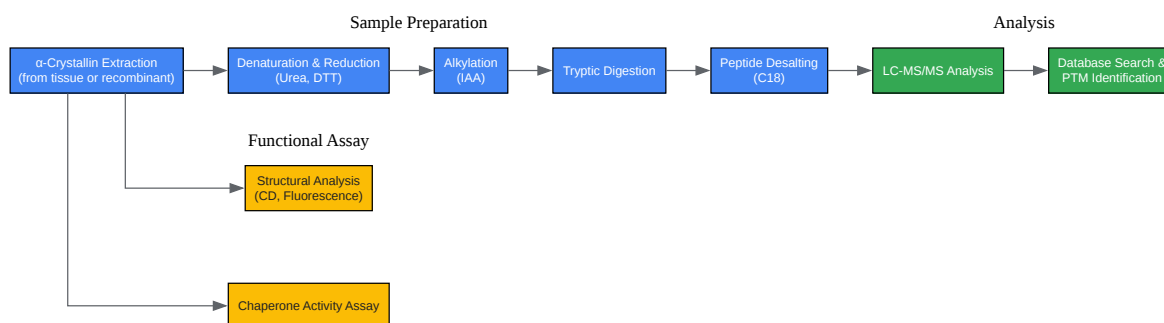 Sample Preparation
Analysis
α-Crystallin Extraction
(from tissue or recombinant)
Denaturation & Reduction
(Urea, DTT)
Alkylation
(IAA)
Tryptic Digestion
Peptide Desalting
(C18)
LC-MS/MS Analysis
Database Search &
PTM Identification
Functional Assay
Structural Analysis
(CD, Fluorescence)
Chaperone Activity Assay